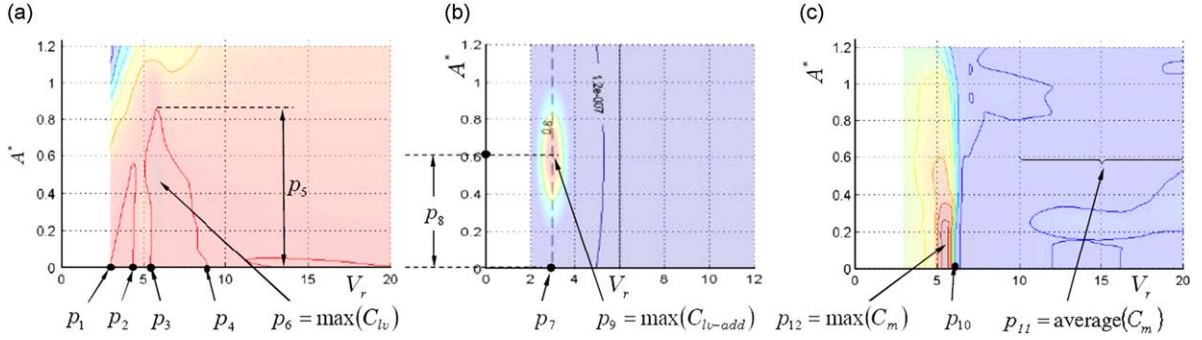 (a)
(b)
(c)
1.2
1
0.8
0.6
0.4
0.2
0
A*
0
5
10
15
20
V_r
p_5
p_1
p_2
p_3
p_4
p_6 = max(C_lv)
1.2
1
0.8
0.6
0.4
0.2
0
A*
0
2
4
6
8
10
12
V_r
0.8
1.2e-007
p_8
p_7
p_9 = max(C_lv-add)
1.2
1
0.8
0.6
0.4
0.2
0
A*
0
5
10
15
20
V_r
p_12 = max(C_m)
p_10
p_11 = average{C_m}